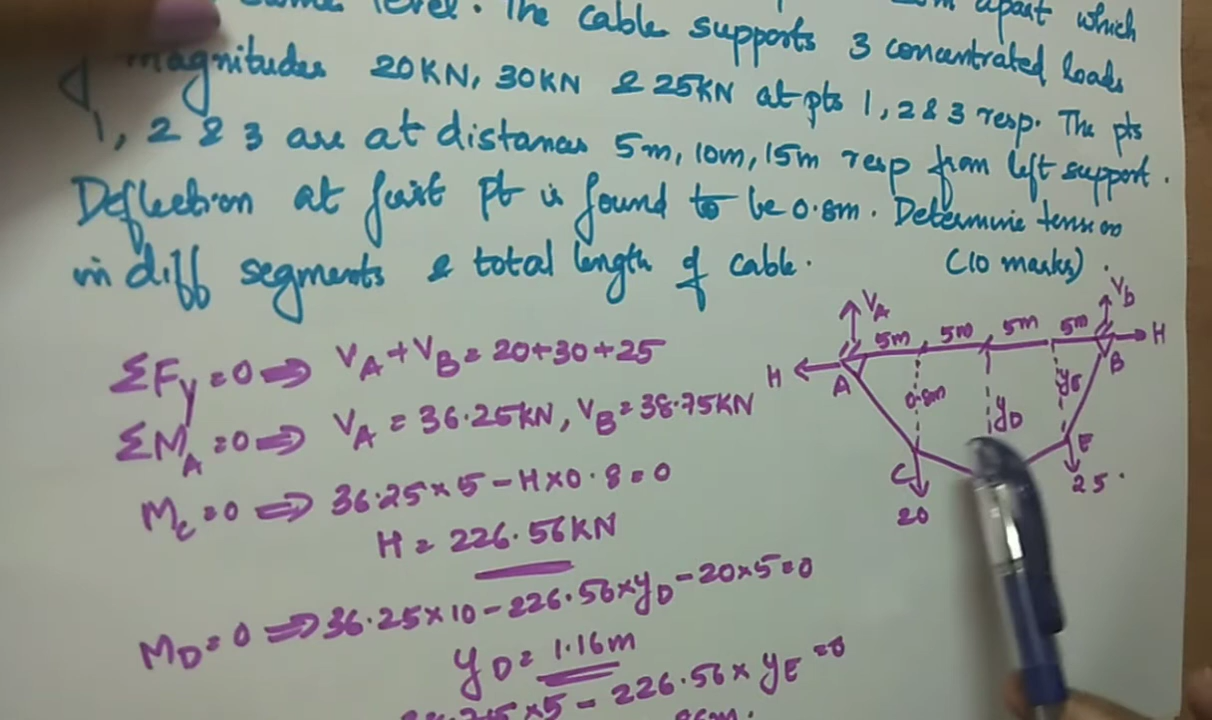 same level. The cable supports 3 concentrated loads
apart which
of magnitudes 20KN, 30KN & 25KN at pts 1, 2 & 3 resp. The pts
1, 2 & 3 are at distances 5m, 10m, 15m resp from left support.
Deflection at first pt is found to be 0.8m. Determine tension
in diff segments & total length of cable. (10 marks).
ΣFy=0 ⇒ VA+VB=20+30+25
ΣMA=0 ⇒ VA = 36.25KN, VB=38.75KN
Mc=0 ⇒ 36.25×5-H×0.8=0
H = 226.56KN
MD=0 ⇒ 36.25×10-226.56×yD-20×5=0
yD= 1.16m
×5- 226.56× yE =0
VA
Vb
5m 5m 5m 5m
H
H
A
B
0.8m
yD
yE
C
E
20
25.